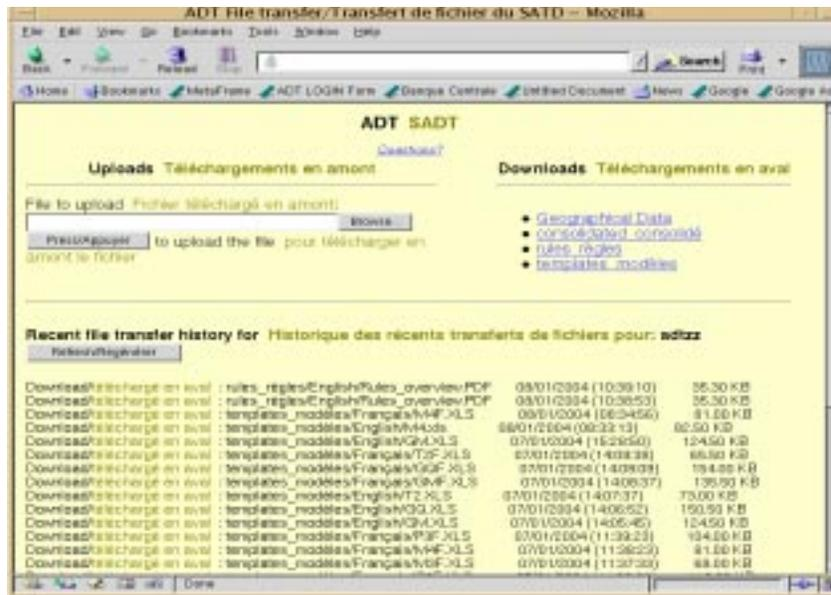 ADT File transfer/Transfert de fichier du SATD – Mozilla
File Edit View Go Bookmarks Tools Window Help
Back Forward Reload Stop Search Print
Home Bookmarks MetaFrame ADT LOGIN Form Banque Centrale Untitled Document News Google Google
ADT SADT
Questions?
Uploads Téléchargements en amont
Downloads Téléchargements en aval
File to upload Fichier téléchargé en amont:
Browse
Press/Appuyer to upload the file pour télécharger en
amont le fichier
• Geographical Data
• consolidated consolidé
• rules règles
• templates modèles
Recent file transfer history for Historique des récents transferts de fichiers pour: adtzz
Refresh/Regénérer
Download/téléchargé en aval : rules_règles/English/Rules_overview.PDF 08/01/2004 (10:39:10) 35.30 KB
Download/téléchargé en aval : rules_règles/English/Rules_overview.PDF 08/01/2004 (10:38:53) 35.30 KB
Download/téléchargé en aval : templates_modèles/Français/M4F.XLS 08/01/2004 (08:34:56) 81.00 KB
Download/téléchargé en aval : templates_modèles/English/M4.xls 08/01/2004 (08:33:13) 82.50 KB
Download/téléchargé en aval : templates_modèles/English/GM.XLS 07/01/2004 (15:28:50) 124.50 KB
Download/téléchargé en aval : templates_modèles/Français/T2F.XLS 07/01/2004 65.50 KB
Download/téléchargé en aval : templates_modèles/Français/GQF.XLS 07/01/2004 154.00 KB
Download/téléchargé en aval : templates_modèles/Français/GMF.XLS 07/01/2004 (14:08:37) 135.50 KB
Download/téléchargé en aval : templates_modèles/English/T2.XLS 07/01/2004 (14:07:37) 73.00 KB
Download/téléchargé en aval : templates_modèles/English/GQ.XLS 07/01/2004 (14:06:52) 150.50 KB
Download/téléchargé en aval : templates_modèles/English/GM.XLS 07/01/2004 (14:05:45) 124.50 KB
Download/téléchargé en aval : templates_modèles/Français/P3F.XLS 07/01/2004 (11:39:23) 104.00 KB
Download/téléchargé en aval : templates_modèles/Français/M4F.XLS 07/01/2004 (11:38:23) 81.00 KB
Download/téléchargé en aval : templates_modèles/Français 07/01/2004 (11:37:33) 68.00 KB
Done